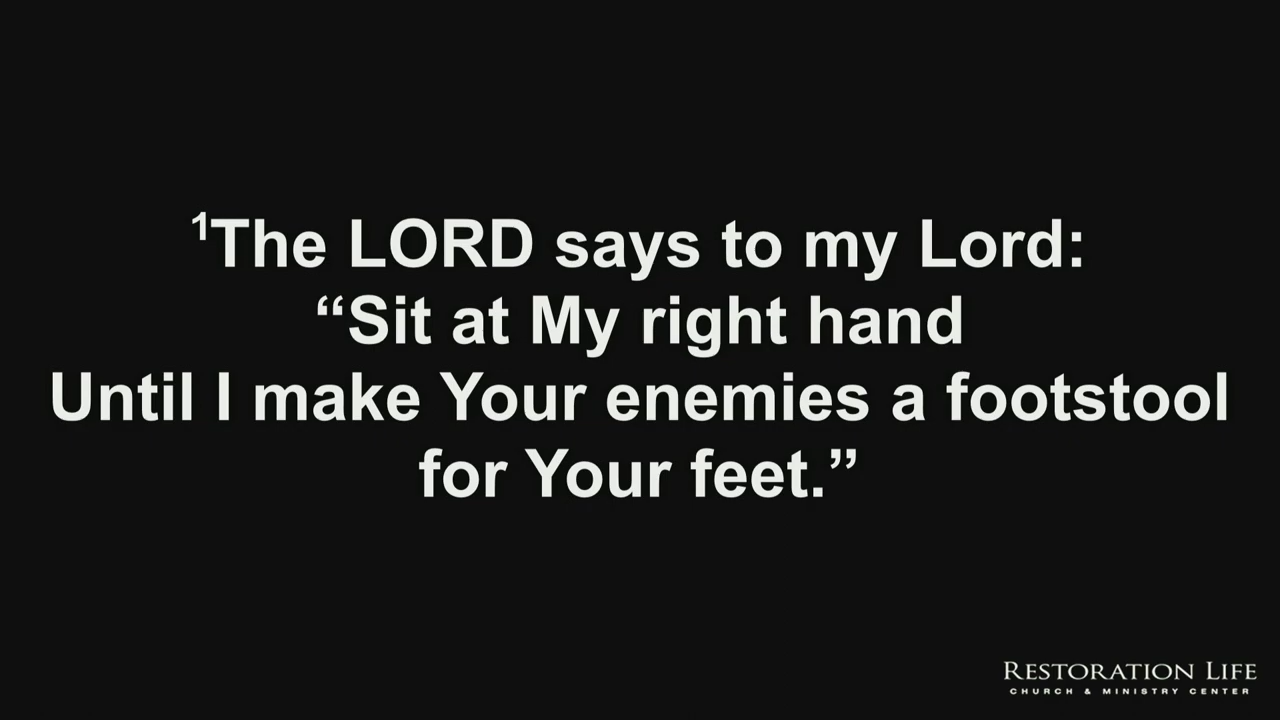 ¹The LORD says to my Lord:
“Sit at My right hand
Until I make Your enemies a footstool
for Your feet.”
RESTORATION LIFE
CHURCH & MINISTRY CENTER